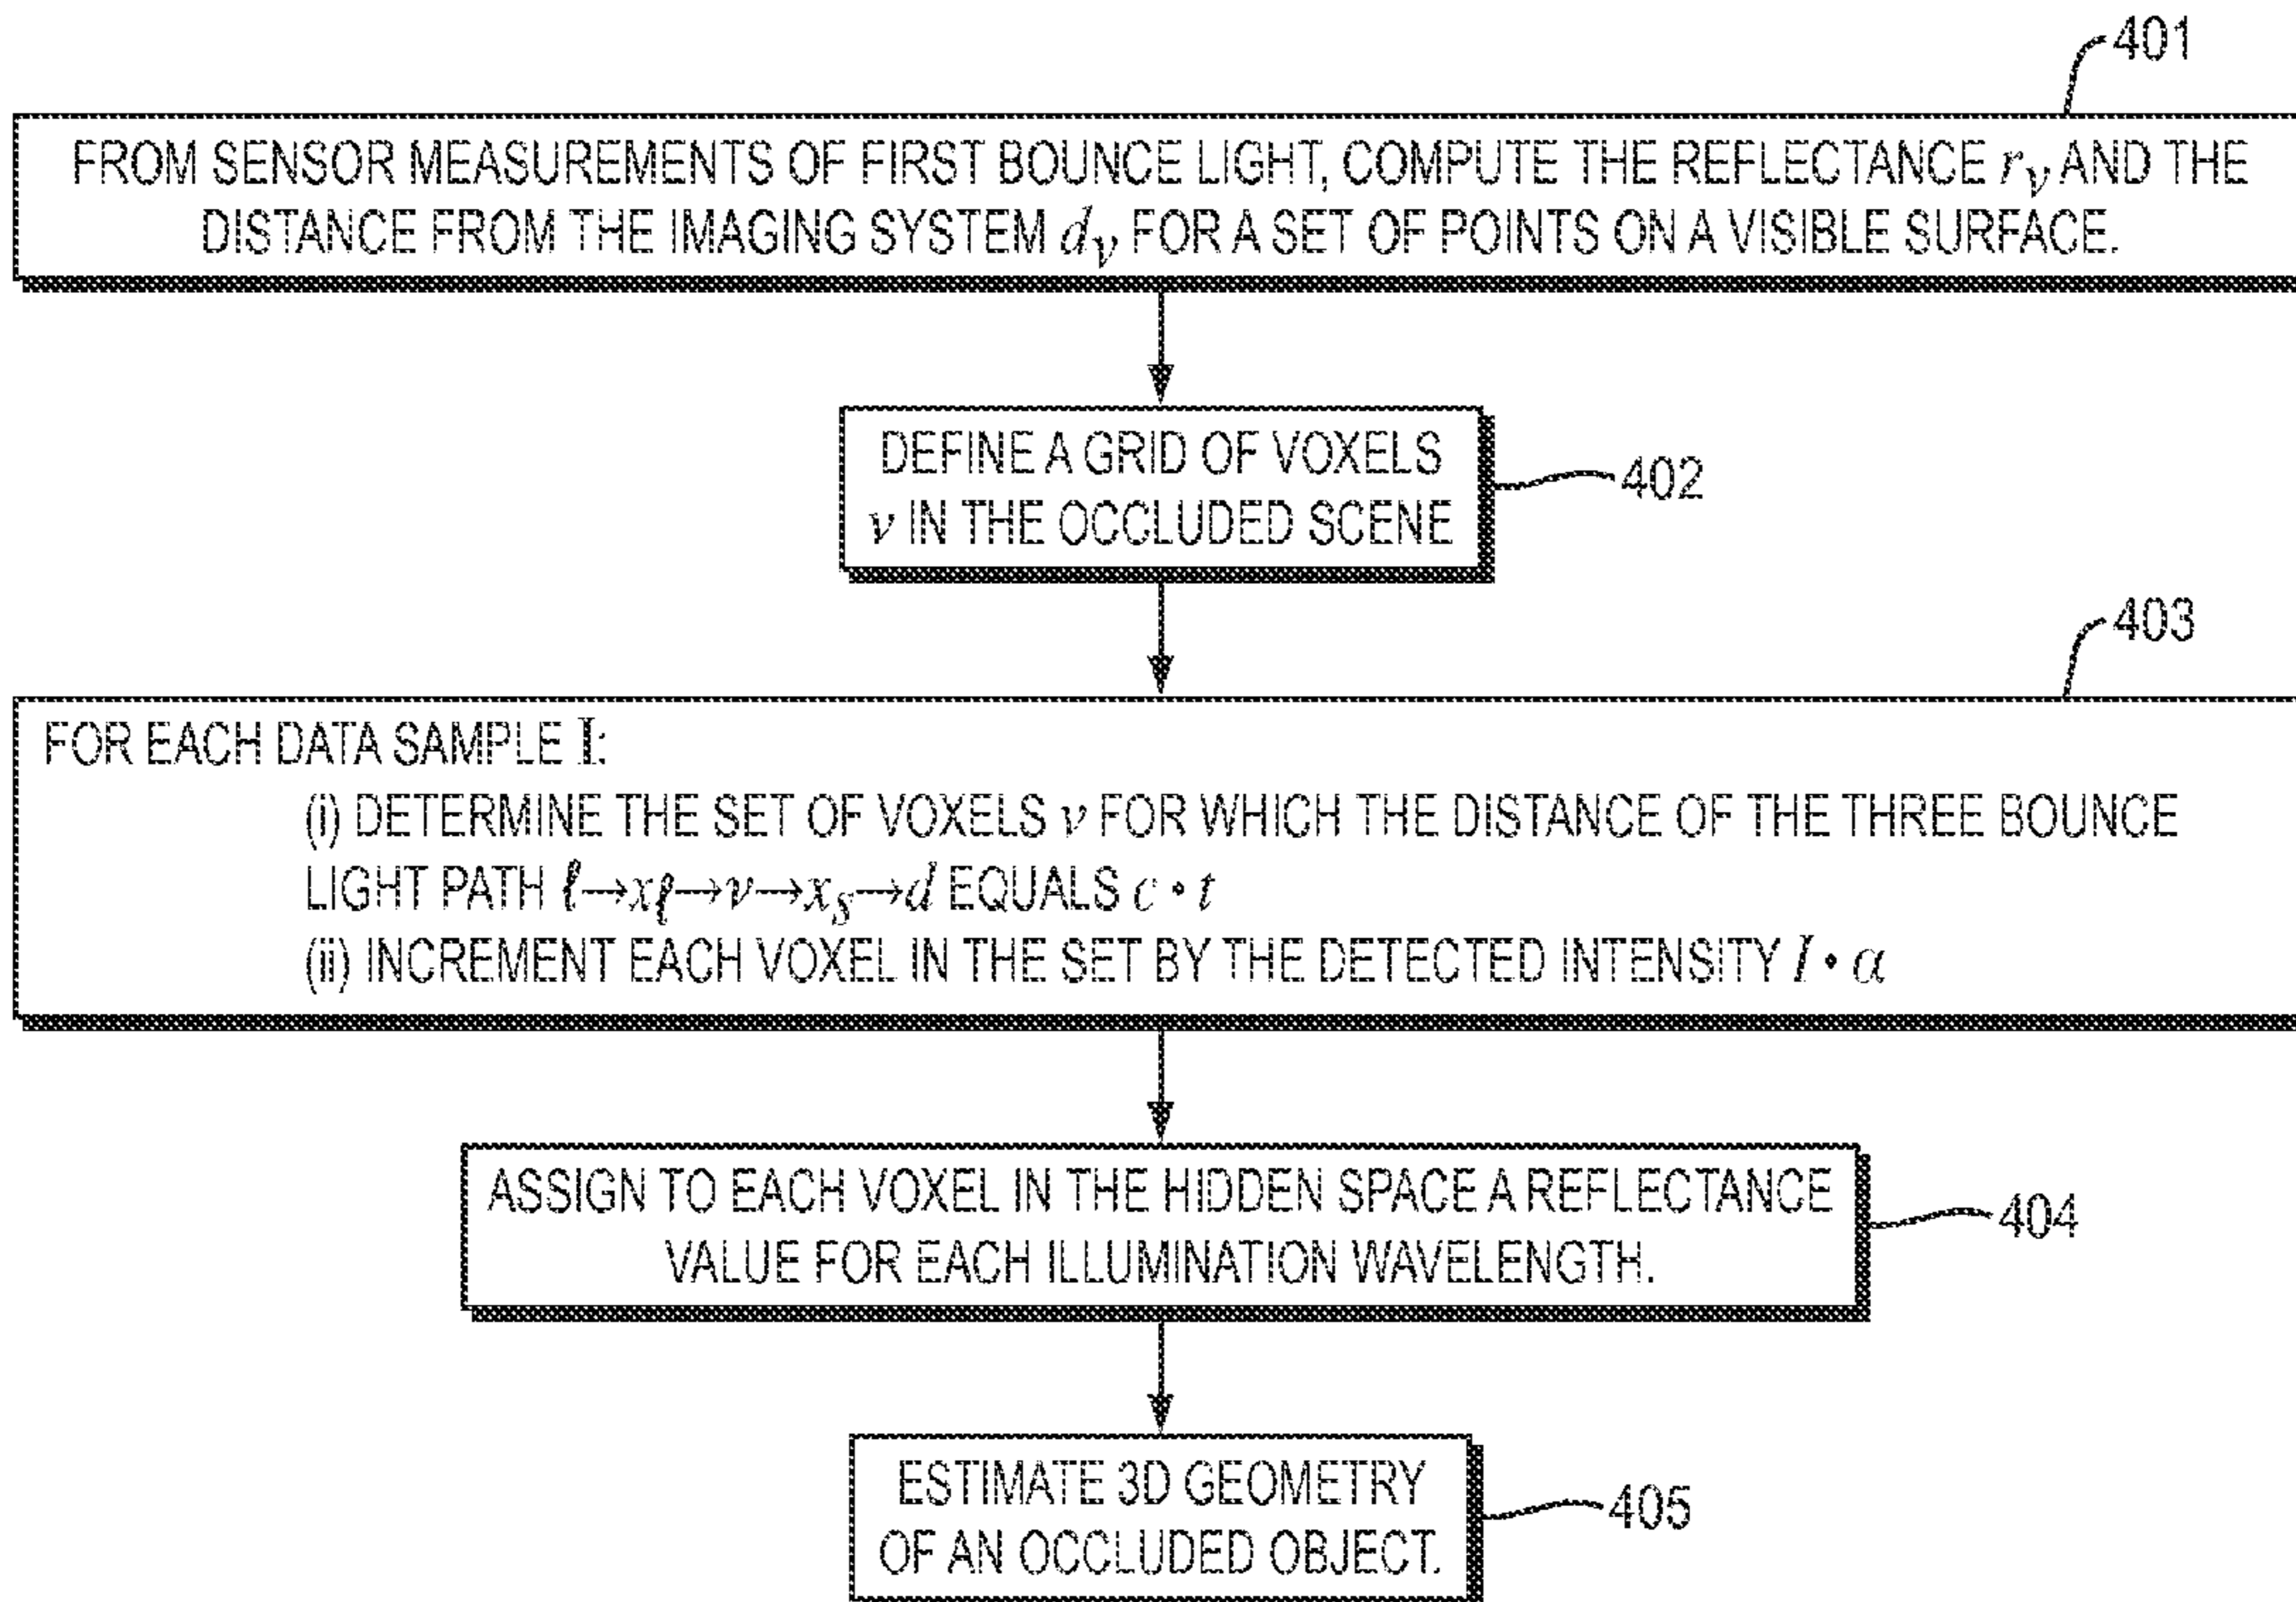 401
FROM SENSOR MEASUREMENTS OF FIRST BOUNCE LIGHT, COMPUTE THE REFLECTANCE rᵥ AND THE
DISTANCE FROM THE IMAGING SYSTEM dᵥ FOR A SET OF POINTS ON A VISIBLE SURFACE.
DEFINE A GRID OF VOXELS
v IN THE OCCLUDED SCENE
402
403
FOR EACH DATA SAMPLE I:
(i) DETERMINE THE SET OF VOXELS v FOR WHICH THE DISTANCE OF THE THREE BOUNCE
LIGHT PATH ℓ→xℓ→v→xₛ→d EQUALS c • t
(ii) INCREMENT EACH VOXEL IN THE SET BY THE DETECTED INTENSITY I • α
ASSIGN TO EACH VOXEL IN THE HIDDEN SPACE A REFLECTANCE
VALUE FOR EACH ILLUMINATION WAVELENGTH.
404
ESTIMATE 3D GEOMETRY
OF AN OCCLUDED OBJECT.
405